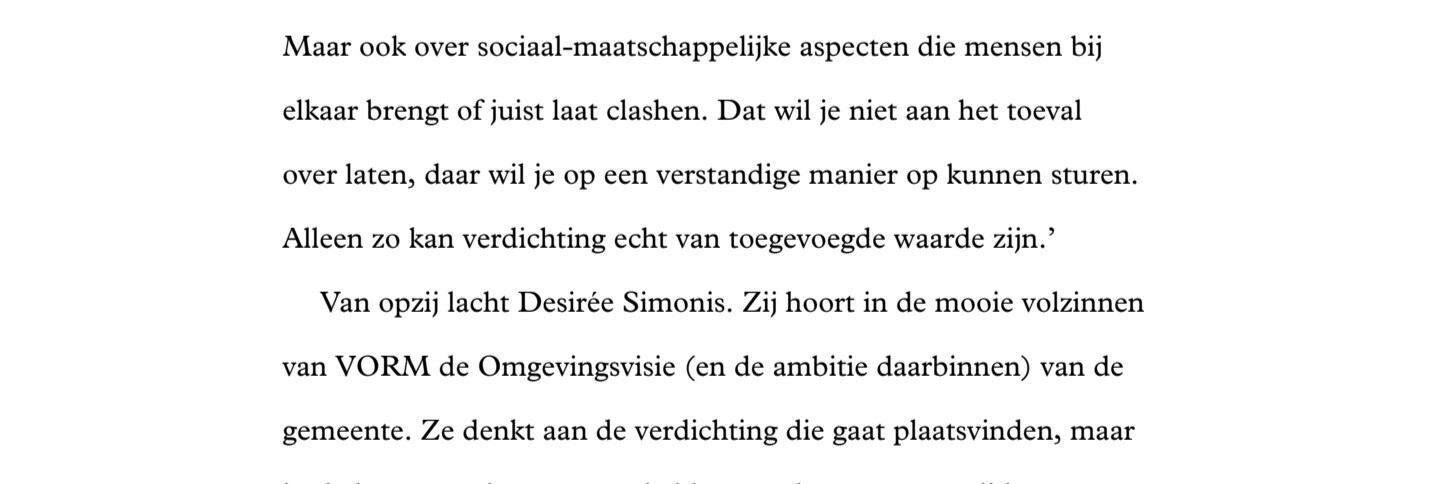 Maar ook over sociaal-maatschappelijke aspecten die mensen bij
elkaar brengt of juist laat clashen. Dat wil je niet aan het toeval
over laten, daar wil je op een verstandige manier op kunnen sturen.
Alleen zo kan verdichting echt van toegevoegde waarde zijn.’
Van opzij lacht Desirée Simonis. Zij hoort in de mooie volzinnen
van VORM de Omgevingsvisie (en de ambitie daarbinnen) van de
gemeente. Ze denkt aan de verdichting die gaat plaatsvinden, maar